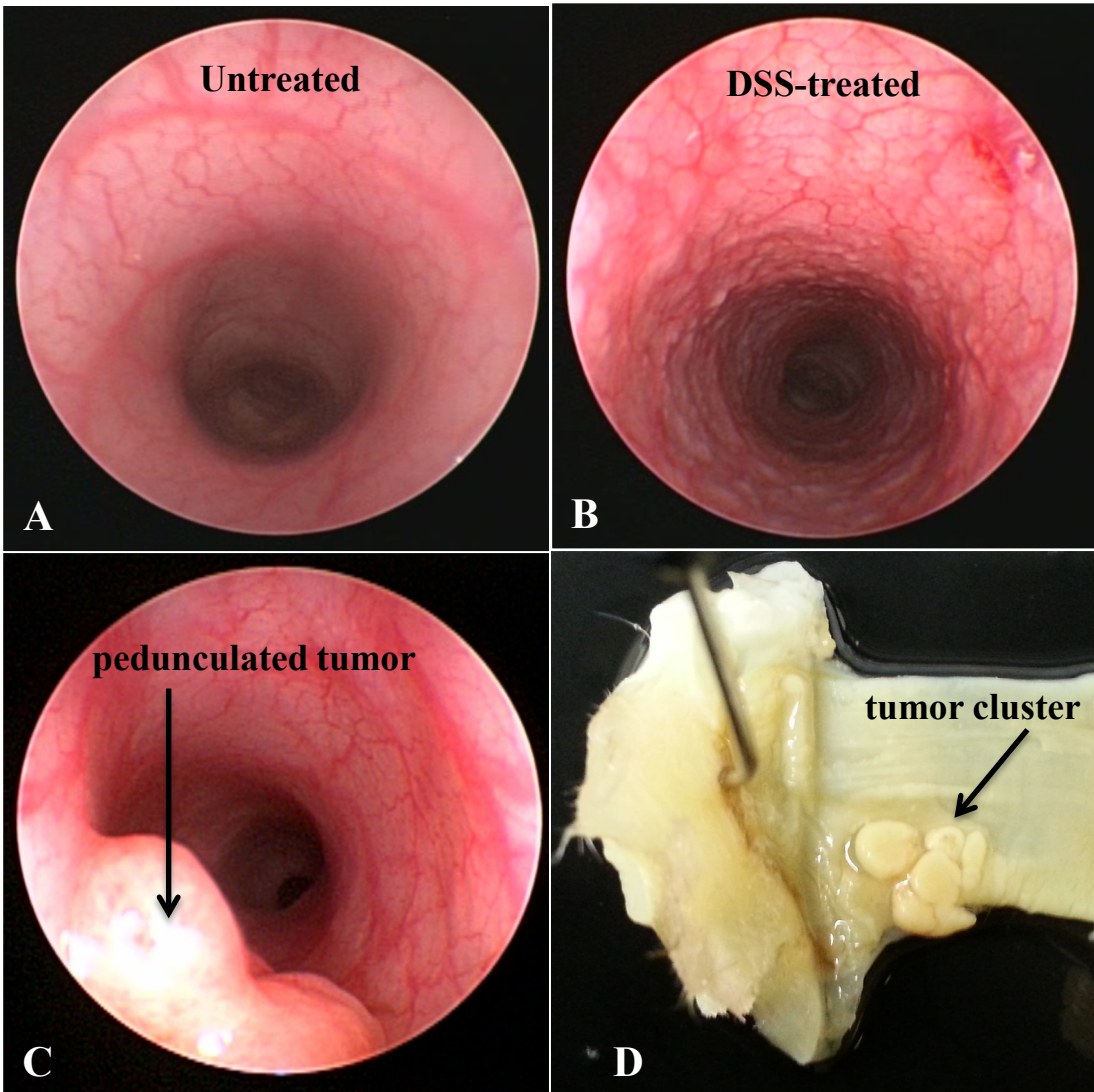 Untreated
DSS-treated
A
B
pedunculated tumor
tumor cluster
C
D